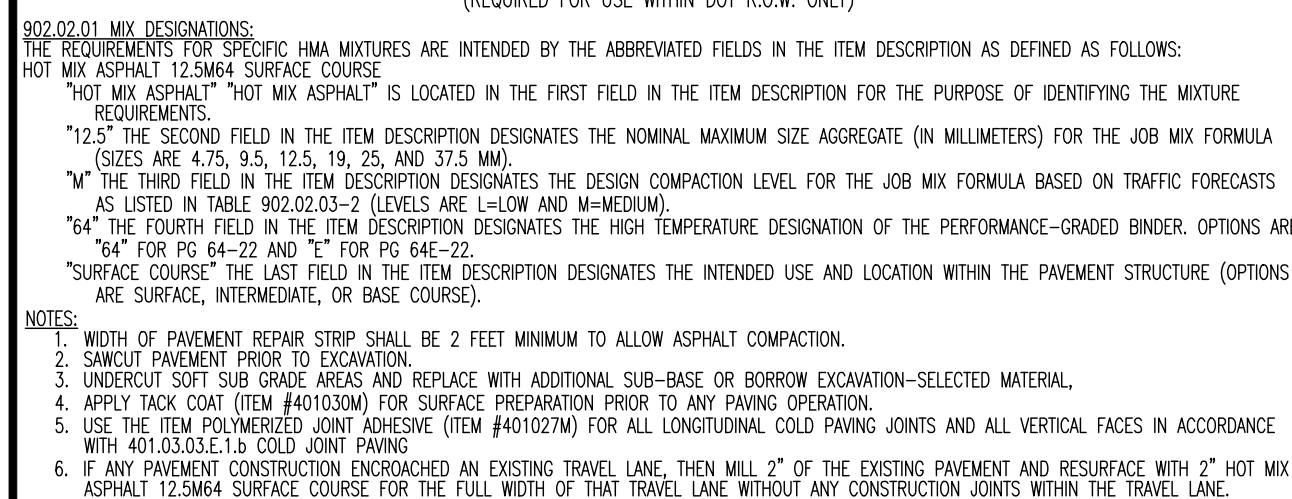 (REQUIRED FOR USE WITHIN DOT R.O.W. ONLY)
902.02.01 MIX DESIGNATIONS:
THE REQUIREMENTS FOR SPECIFIC HMA MIXTURES ARE INTENDED BY THE ABBREVIATED FIELDS IN THE ITEM DESCRIPTION AS DEFINED AS FOLLOWS:
HOT MIX ASPHALT 12.5M64 SURFACE COURSE
"HOT MIX ASPHALT" "HOT MIX ASPHALT" IS LOCATED IN THE FIRST FIELD IN THE ITEM DESCRIPTION FOR THE PURPOSE OF IDENTIFYING THE MIXTURE
REQUIREMENTS.
"12.5" THE SECOND FIELD IN THE ITEM DESCRIPTION DESIGNATES THE NOMINAL MAXIMUM SIZE AGGREGATE (IN MILLIMETERS) FOR THE JOB MIX FORMULA
(SIZES ARE 4.75, 9.5, 12.5, 19, 25, AND 37.5 MM).
"M" THE THIRD FIELD IN THE ITEM DESCRIPTION DESIGNATES THE DESIGN COMPACTION LEVEL FOR THE JOB MIX FORMULA BASED ON TRAFFIC FORECASTS
AS LISTED IN TABLE 902.02.03-2 (LEVELS ARE L=LOW AND M=MEDIUM).
"64" THE FOURTH FIELD IN THE ITEM DESCRIPTION DESIGNATES THE HIGH TEMPERATURE DESIGNATION OF THE PERFORMANCE-GRADED BINDER. OPTIONS ARE
"64" FOR PG 64-22 AND "E" FOR PG 64E-22.
"SURFACE COURSE" THE LAST FIELD IN THE ITEM DESCRIPTION DESIGNATES THE INTENDED USE AND LOCATION WITHIN THE PAVEMENT STRUCTURE (OPTIONS
ARE SURFACE, INTERMEDIATE, OR BASE COURSE).
NOTES:
1. WIDTH OF PAVEMENT REPAIR STRIP SHALL BE 2 FEET MINIMUM TO ALLOW ASPHALT COMPACTION.
2. SAWCUT PAVEMENT PRIOR TO EXCAVATION.
3. UNDERCUT SOFT SUB GRADE AREAS AND REPLACE WITH ADDITIONAL SUB-BASE OR BORROW EXCAVATION-SELECTED MATERIAL,
4. APPLY TACK COAT (ITEM #401030M) FOR SURFACE PREPARATION PRIOR TO ANY PAVING OPERATION.
5. USE THE ITEM POLYMERIZED JOINT ADHESIVE (ITEM #401027M) FOR ALL LONGITUDINAL COLD PAVING JOINTS AND ALL VERTICAL FACES IN ACCORDANCE
WITH 401.03.03.E.1.b COLD JOINT PAVING
6. IF ANY PAVEMENT CONSTRUCTION ENCROACHED AN EXISTING TRAVEL LANE, THEN MILL 2" OF THE EXISTING PAVEMENT AND RESURFACE WITH 2" HOT MIX
ASPHALT 12.5M64 SURFACE COURSE FOR THE FULL WIDTH OF THAT TRAVEL LANE WITHOUT ANY CONSTRUCTION JOINTS WITHIN THE TRAVEL LANE.